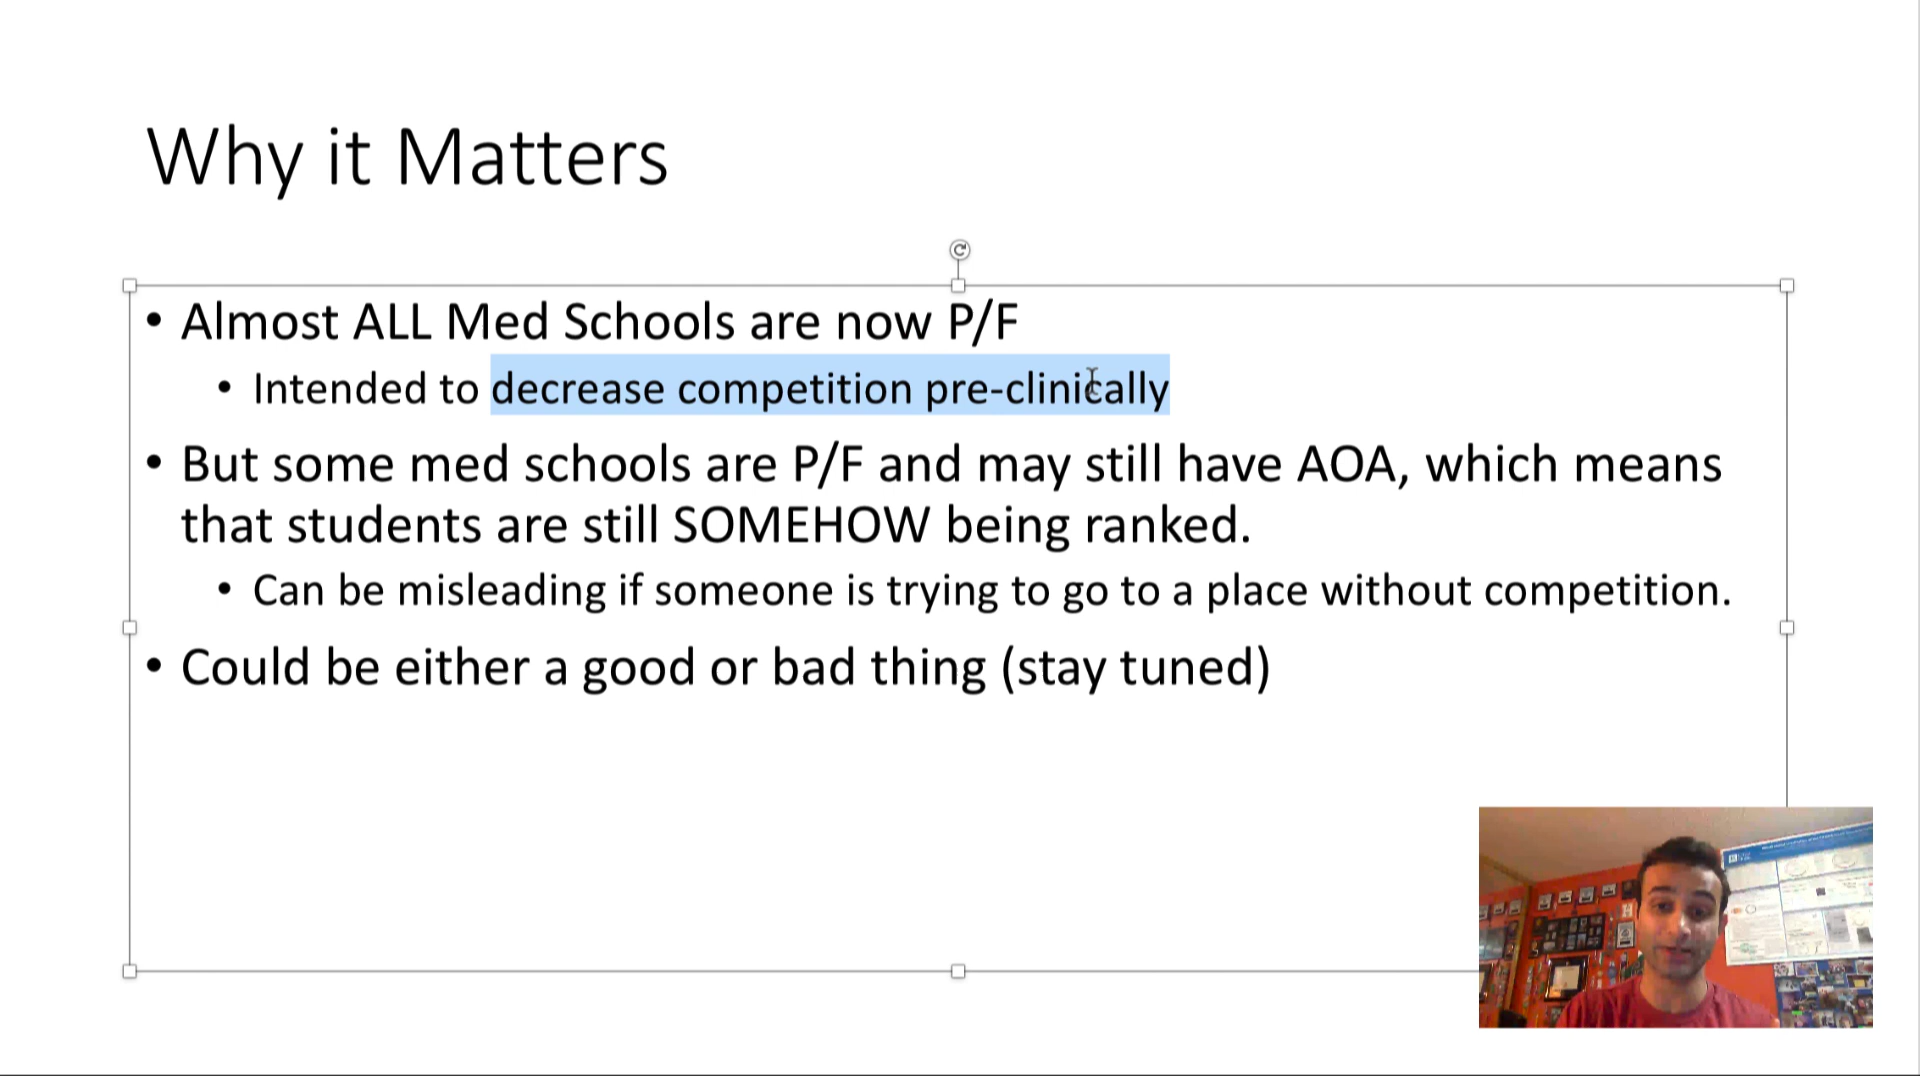 Why it Matters
• Almost ALL Med Schools are now P/F
• Intended to decrease competition pre-clinically
• But some med schools are P/F and may still have AOA, which means
that students are still SOMEHOW being ranked.
• Can be misleading if someone is trying to go to a place without competition.
• Could be either a good or bad thing (stay tuned)